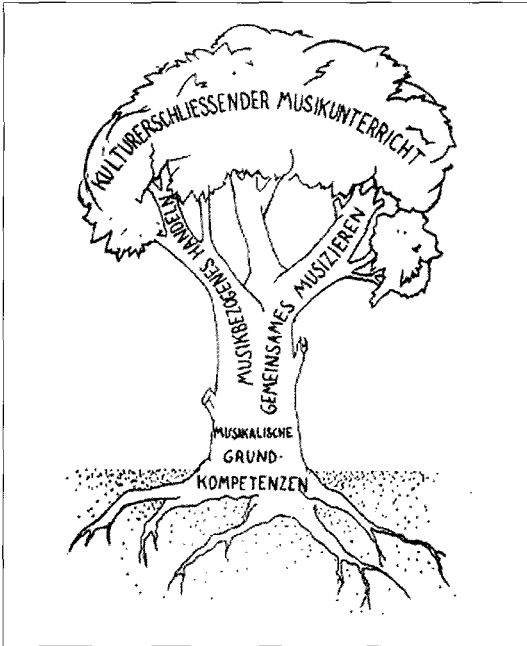 KULTURERSCHLIESSENDER MUSIKUNTERRICHT
MUSIKBEZOGENES HANDELN
GEMEINSAMES MUSIZIEREN
MUSIKALISCHE
GRUND-
KOMPETENZEN